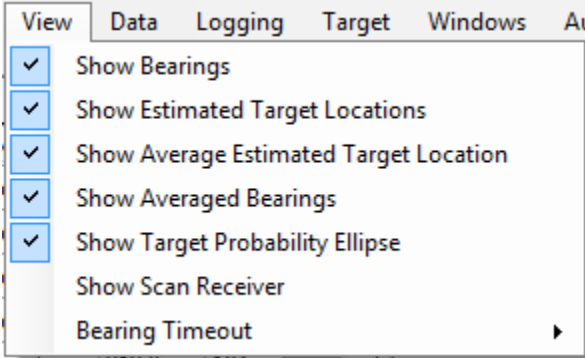 View Data Logging Target Windows
Show Bearings
Show Estimated Target Locations
Show Average Estimated Target Location
Show Averaged Bearings
Show Target Probability Ellipse
Show Scan Receiver
Bearing Timeout